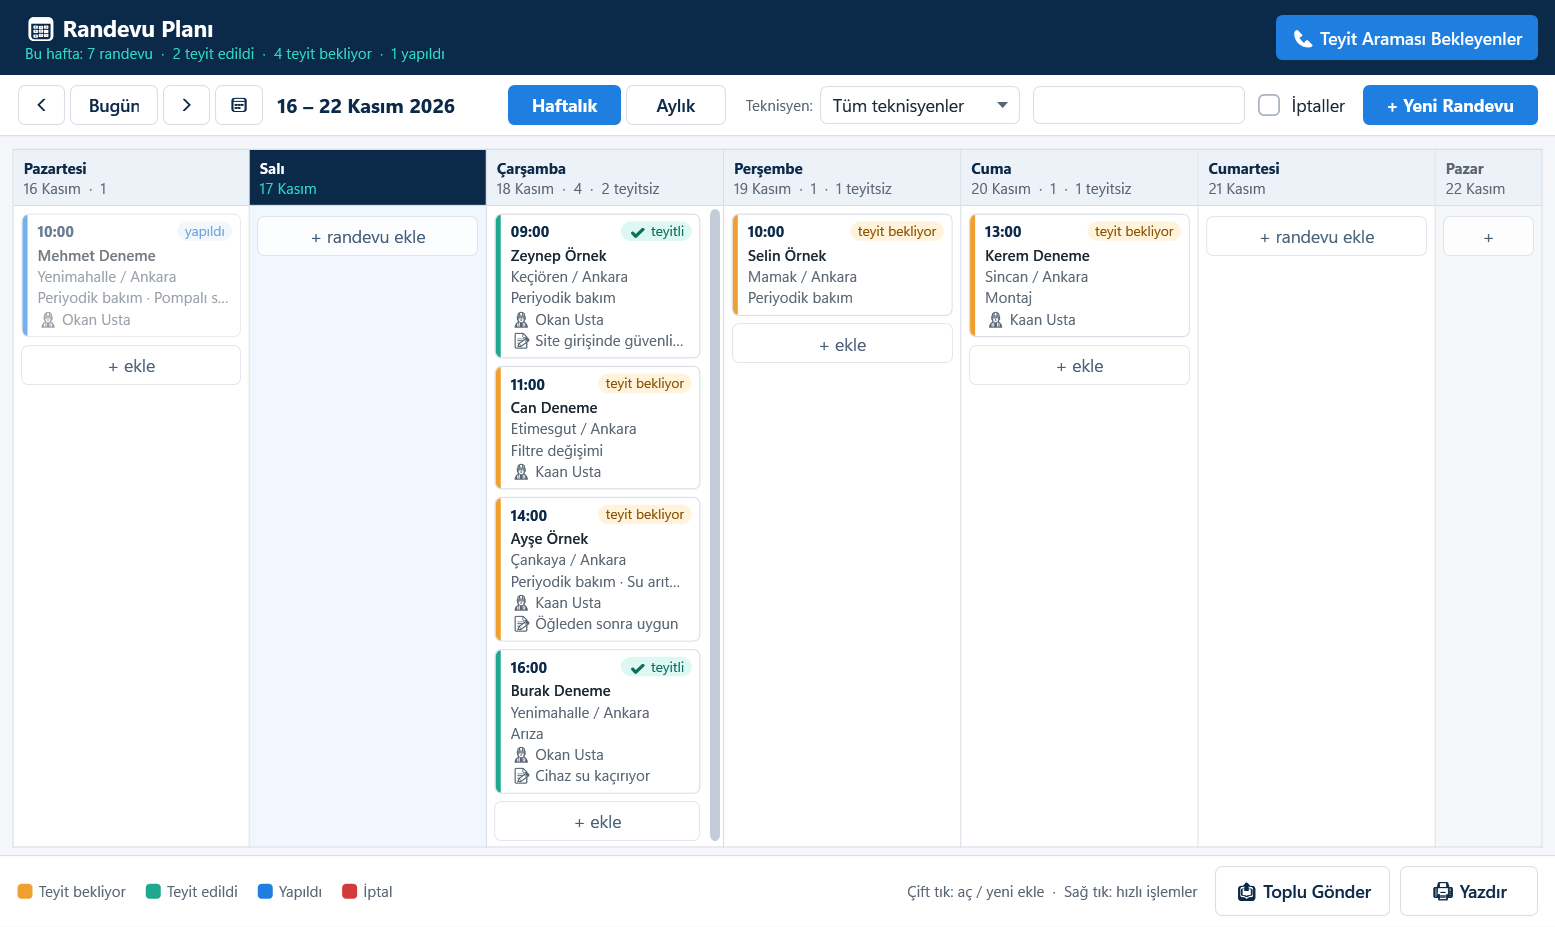 Randevu Planı
Bu hafta: 7 randevu · 2 teyit edildi · 4 teyit bekliyor · 1 yapıldı
Teyit Araması Bekleyenler
Bugün
16 – 22 Kasım 2026
Haftalık
Aylık
Teknisyen:
Tüm teknisyenler
İptaller
+ Yeni Randevu
Pazartesi
16 Kasım · 1
10:00 yapıldı
Mehmet Deneme
Yenimahalle / Ankara
Periyodik bakım · Pompalı s...
Okan Usta
+ ekle
Salı
17 Kasım
+ randevu ekle
Çarşamba
18 Kasım · 4 · 2 teyitsiz
09:00 teyitli
Zeynep Örnek
Keçiören / Ankara
Periyodik bakım
Okan Usta
Site girişinde güvenli...
11:00 teyit bekliyor
Can Deneme
Etimesgut / Ankara
Filtre değişimi
Kaan Usta
14:00 teyit bekliyor
Ayşe Örnek
Çankaya / Ankara
Periyodik bakım · Su arıt...
Kaan Usta
Öğleden sonra uygun
16:00 teyitli
Burak Deneme
Yenimahalle / Ankara
Arıza
Okan Usta
Cihaz su kaçırıyor
+ ekle
Perşembe
19 Kasım · 1 · 1 teyitsiz
10:00 teyit bekliyor
Selin Örnek
Mamak / Ankara
Periyodik bakım
+ ekle
Cuma
20 Kasım · 1 · 1 teyitsiz
13:00 teyit bekliyor
Kerem Deneme
Sincan / Ankara
Montaj
Kaan Usta
+ ekle
Cumartesi
21 Kasım
+ randevu ekle
Pazar
22 Kasım
+
Teyit bekliyor
Teyit edildi
Yapıldı
İptal
Çift tık: aç / yeni ekle · Sağ tık: hızlı işlemler
Toplu Gönder
Yazdır